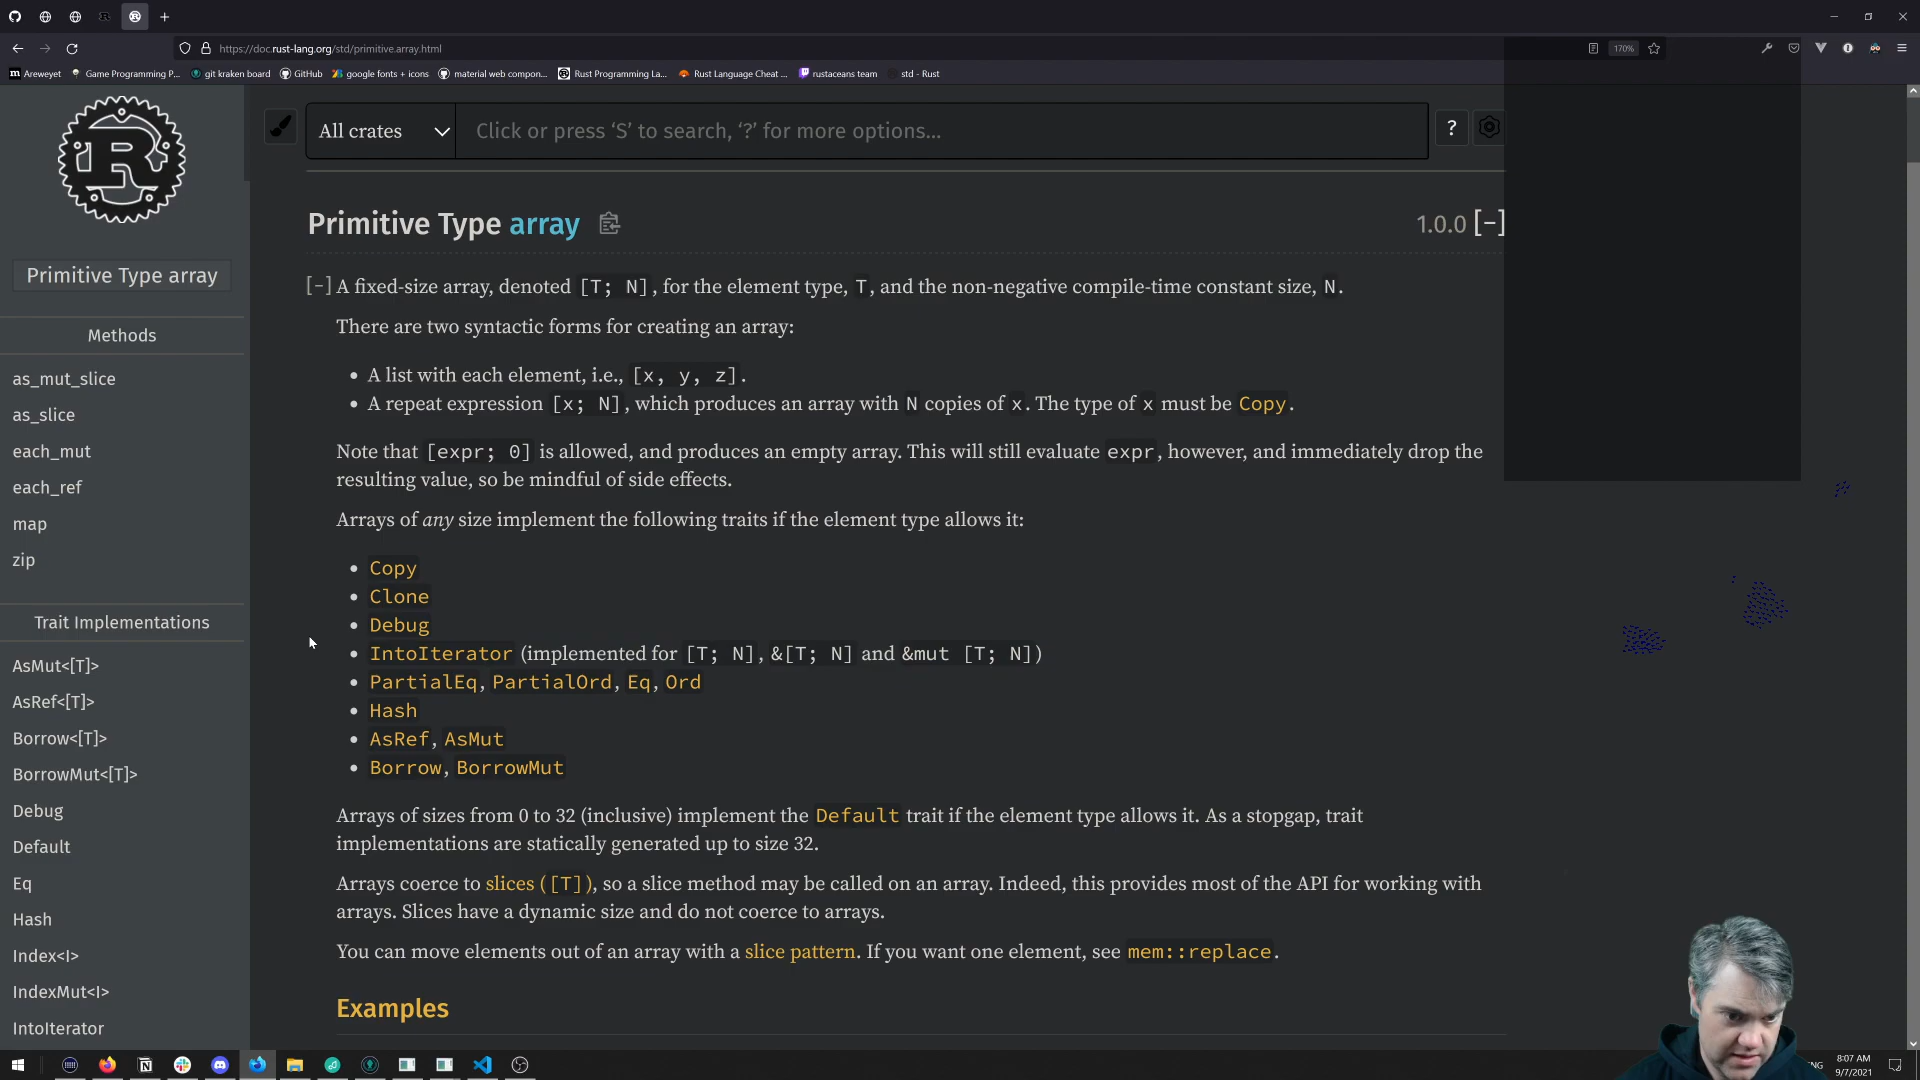 https://doc.rust-lang.org/std/primitive.array.html
170%
Areweyet
Game Programming P...
git kraken board
GitHub
google fonts + icons
material web compon...
Rust Programming La...
Rust Language Cheat ...
rustaceans team
std - Rust
All crates
Click or press ‘S’ to search, ‘?’ for more options...
?
Primitive Type array
Methods
as_mut_slice
as_slice
each_mut
each_ref
map
zip
Trait Implementations
AsMut<[T]>
AsRef<[T]>
Borrow<[T]>
BorrowMut<[T]>
Debug
Default
Eq
Hash
Index<I>
IndexMut<I>
IntoIterator
Primitive Type array
1.0.0 [-]
[-] A fixed-size array, denoted [T; N], for the element type, T, and the non-negative compile-time constant size, N.
There are two syntactic forms for creating an array:
• A list with each element, i.e., [x, y, z].
• A repeat expression [x; N], which produces an array with N copies of x. The type of x must be Copy.
Note that [expr; 0] is allowed, and produces an empty array. This will still evaluate expr, however, and immediately drop the
resulting value, so be mindful of side effects.
Arrays of any size implement the following traits if the element type allows it:
• Copy
• Clone
• Debug
• IntoIterator (implemented for [T; N], &[T; N] and &mut [T; N])
• PartialEq, PartialOrd, Eq, Ord
• Hash
• AsRef, AsMut
• Borrow, BorrowMut
Arrays of sizes from 0 to 32 (inclusive) implement the Default trait if the element type allows it. As a stopgap, trait
implementations are statically generated up to size 32.
Arrays coerce to slices ([T]), so a slice method may be called on an array. Indeed, this provides most of the API for working with
arrays. Slices have a dynamic size and do not coerce to arrays.
You can move elements out of an array with a slice pattern. If you want one element, see mem::replace.
Examples
8:07 AM
9/7/2021